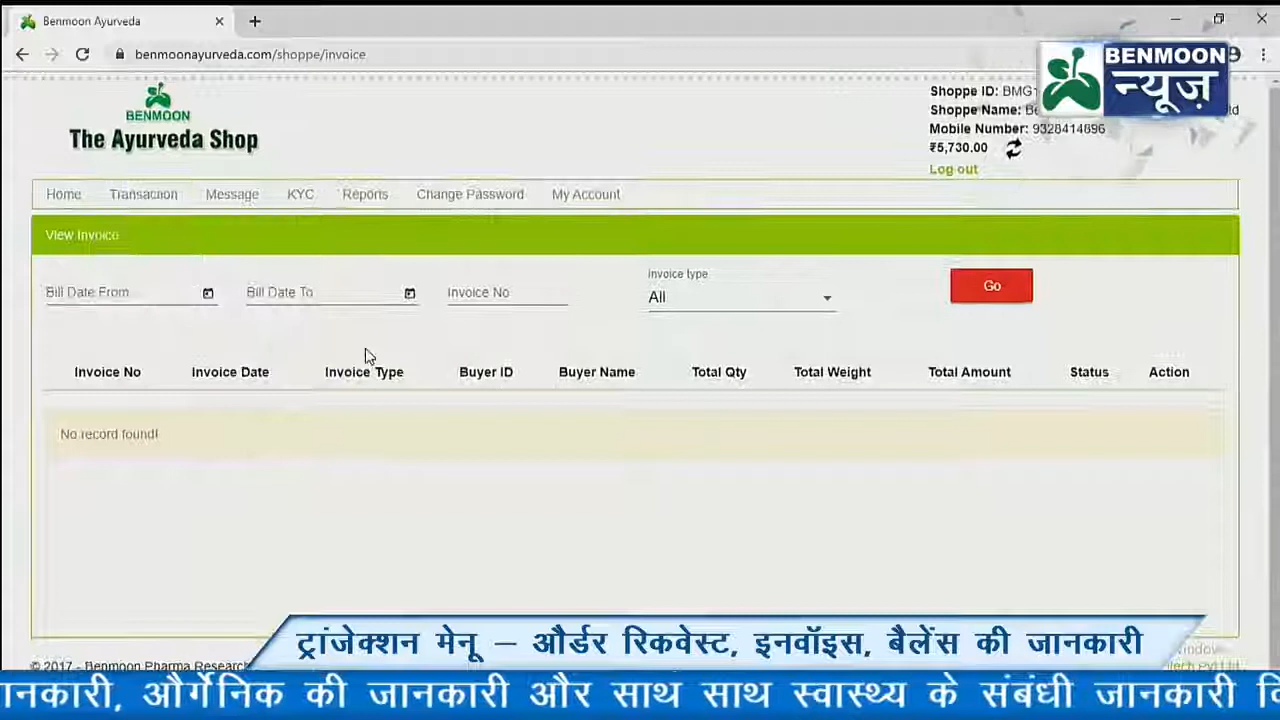 Benmoon Ayurveda
benmoonayurveda.com/shoppe/invoice
BENMOON
न्यूज़
BENMOON
The Ayurveda Shop
Shoppe ID: BMG
Shoppe Name:
Mobile Number: 9328414896
₹5,730.00
Log out
Home Transaction Message KYC Reports Change Password My Account
View Invoice
Bill Date From Bill Date To Invoice No Invoice type All Go
Invoice No Invoice Date Invoice Type Buyer ID Buyer Name Total Qty Total Weight Total Amount Status Action
No record found!
ट्रांजेक्शन मेनू – और्डर रिकवेस्ट, इनवॉइस, बैलेंस की जानकारी
© 2017 - Benmoon Pharma Research
जानकारी, और्गेनिक की जानकारी और साथ साथ स्वास्थ्य के संबंधी जानकारी